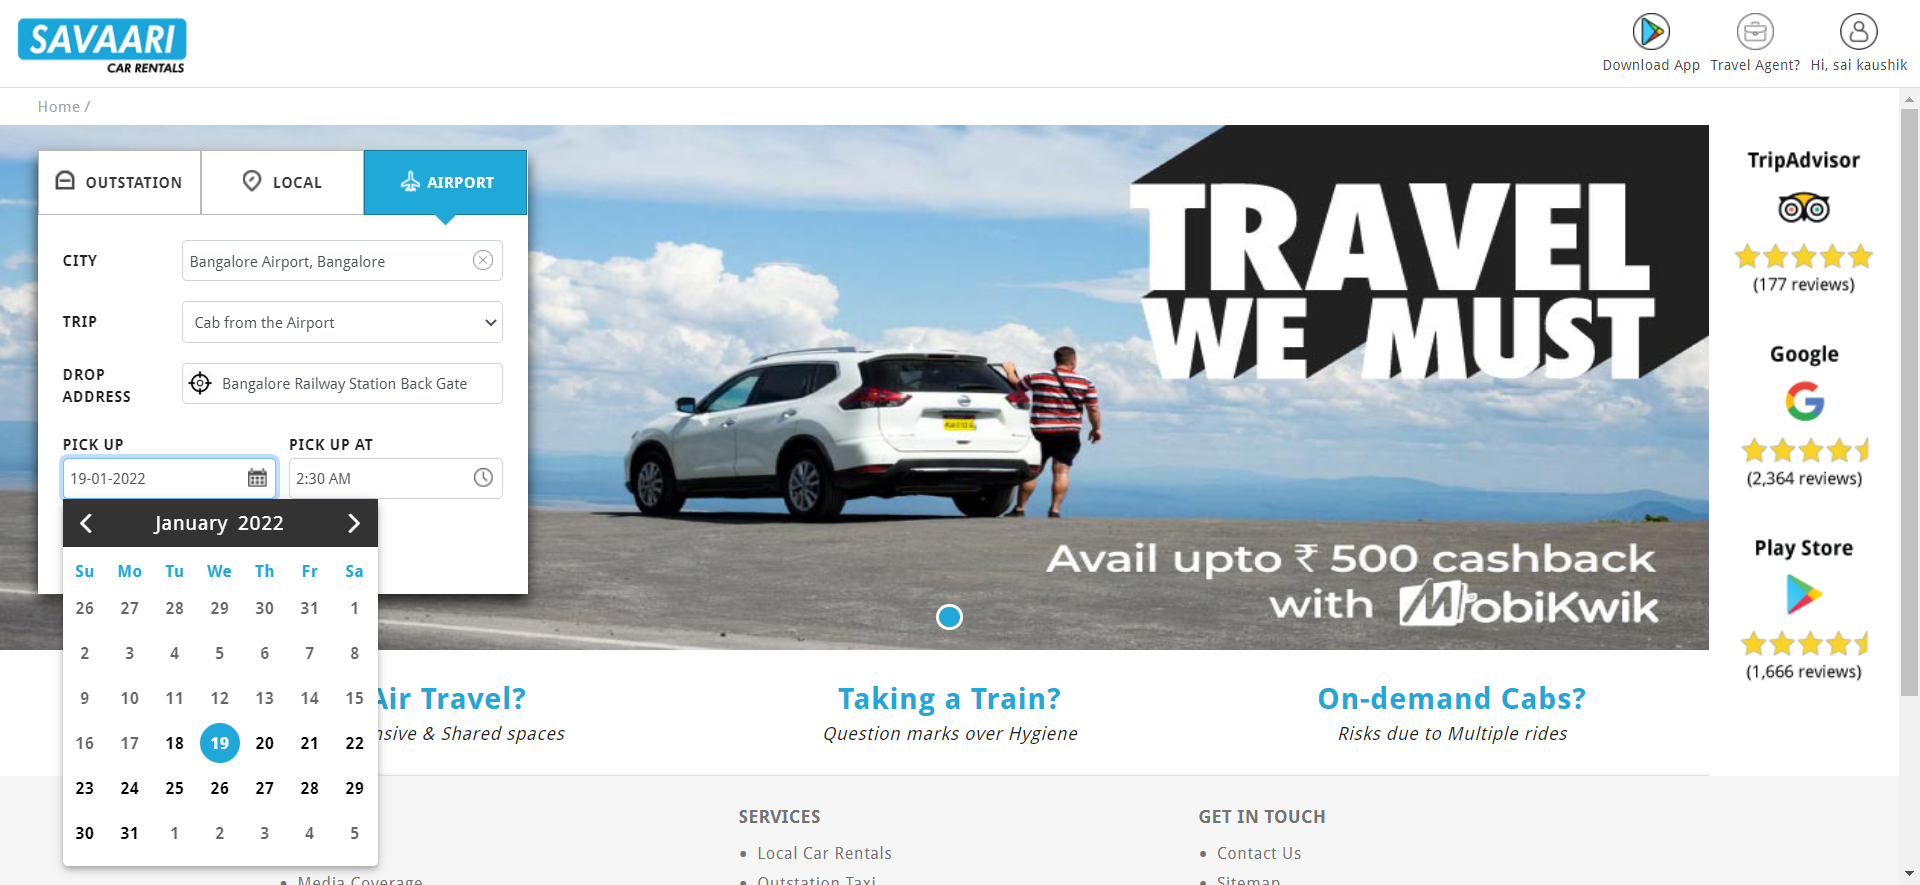 SAVAARI
CAR RENTALS
Download App
Travel Agent?
Hi, sai kaushik
Home /
OUTSTATION
LOCAL
AIRPORT
CITY
Bangalore Airport, Bangalore
TRIP
Cab from the Airport
DROP
ADDRESS
Bangalore Railway Station Back Gate
PICK UP
PICK UP AT
19-01-2022
2:30 AM
January 2022
Su Mo Tu We Th Fr Sa
26 27 28 29 30 31 1
2 3 4 5 6 7 8
9 10 11 12 13 14 15
16 17 18 19 20 21 22
23 24 25 26 27 28 29
30 31 1 2 3 4 5
TRAVEL
WE MUST
Avail upto ₹ 500 cashback
with MobiKwik
TripAdvisor
(177 reviews)
Google
(2,364 reviews)
Play Store
(1,666 reviews)
Air Travel?
& Shared spaces
Taking a Train?
Question marks over Hygiene
On-demand Cabs?
Risks due to Multiple rides
Media Coverage
SERVICES
Local Car Rentals
Outstation Taxi
GET IN TOUCH
Contact Us
Sitemap